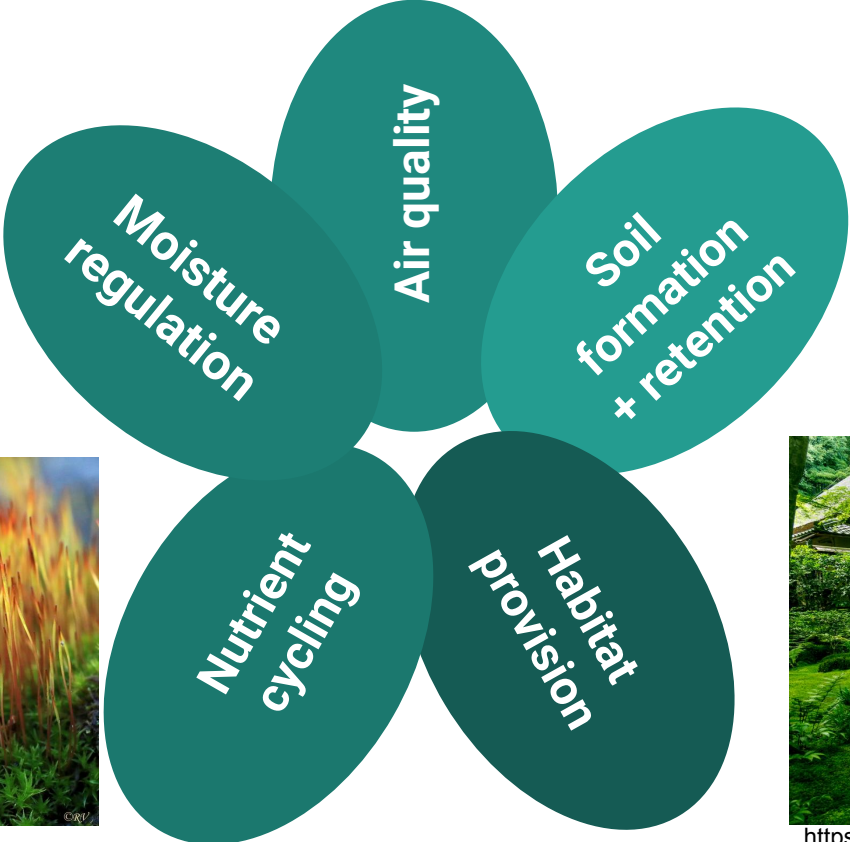 Air quality
Moisture
regulation
Soil
formation
+ retention
Nutrient
cycling
Habitat
provision
©RV
https